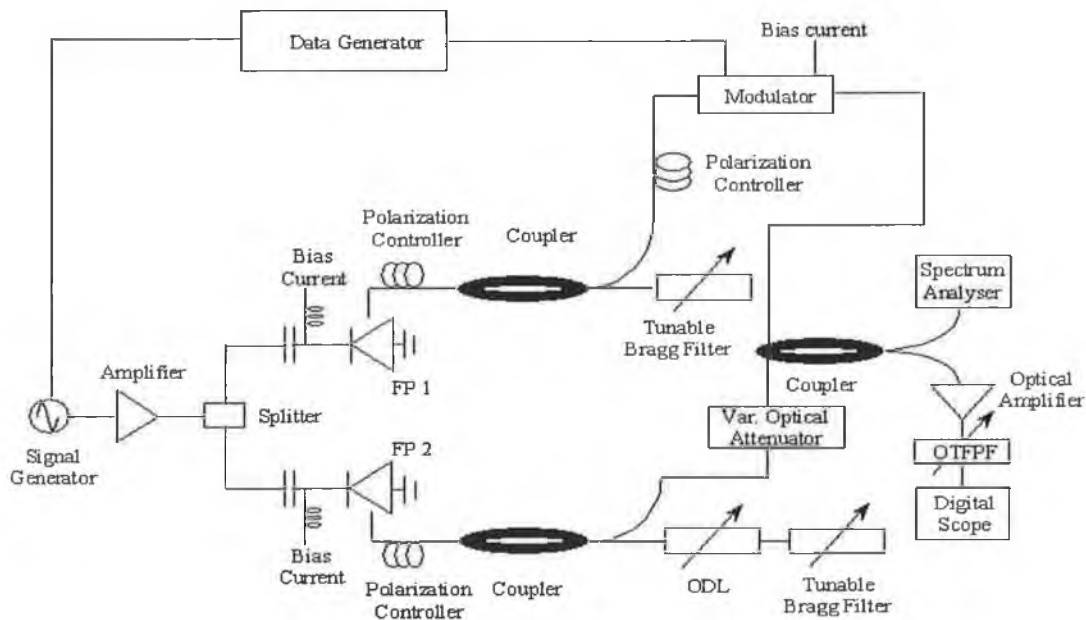 Data Generator
Bias current
Modulator
Polarization
Controller
Polarization
Controller
Coupler
Bias
Current
Spectrum
Analyser
Tunable
Bragg Filter
FP 1
Amplifier
Coupler
Optical
Amplifier
Splitter
Var. Optical
Attenuator
FP 2
OTFPF
Signal
Generator
Digital
Scope
Bias
Current
Polarization
Controller
Coupler
ODL
Tunable
Bragg Filter